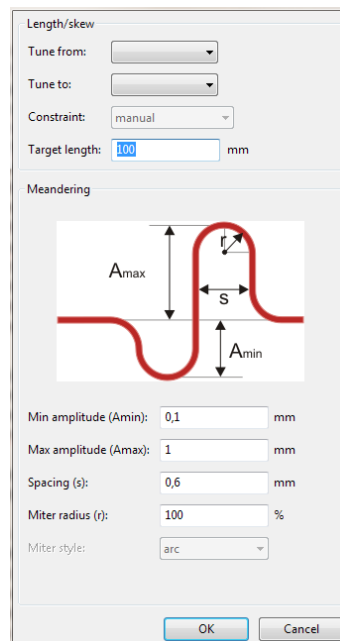 Length/skew
Tune from:
Tune to:
Constraint: manual
Target length: 100 mm
Meandering
r
Amax
s
Amin
Min amplitude (Amin): 0,1 mm
Max amplitude (Amax): 1 mm
Spacing (s): 0,6 mm
Miter radius (r): 100 %
Miter style: arc
OK Cancel